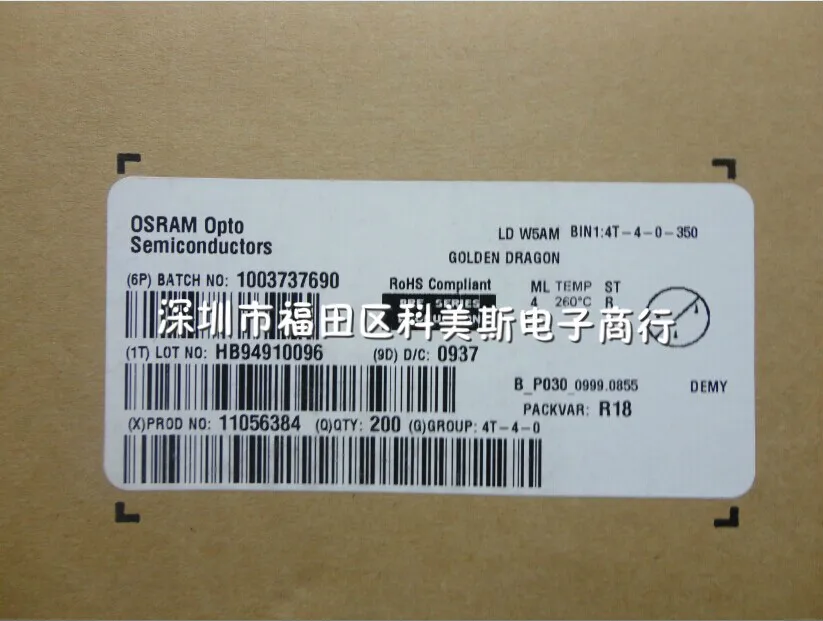 OSRAM Opto
Semiconductors
LD W5AM BIN1:4T-4-0-350
GOLDEN DRAGON
(6P) BATCH NO: 1003737690
RoHS Compliant
ML TEMP ST
4 260°C R
深圳市福田区科美斯电子商行
(1T) LOT NO: HB94910096 (9D) D/C: 0937
B_P030_0999.0855 DEMY
PACKVAR: R18
(X)PROD NO: 11056384 (Q)QTY: 200 (G)GROUP: 4T-4-0